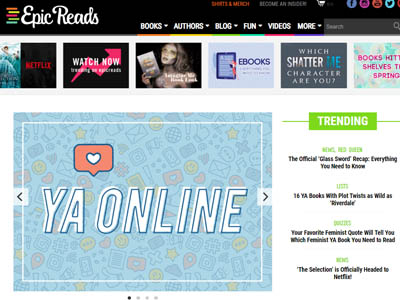 SHIRTS & MERCH
BECOME AN INSIDER!
Epic Reads
BOOKS
AUTHORS
BLOG
FUN
VIDEOS
MORE
Search
NETFLIX
WATCH NOW
trending on epicreads
Book Look
EBOOKS
WHICH
SHATTER ME
CHARACTER
ARE YOU?
BOOKS HITT
SHELVES T
SPRING
YA ONLINE
TRENDING
NEWS, RED QUEEN
The Official 'Glass Sword' Recap: Everything
You Need to Know
LISTS
16 YA Books With Plot Twists as Wild as
'Riverdale'
QUIZZES
Your Favorite Feminist Quote Will Tell You
Which Feminist YA Book You Need to Read
NEWS
'The Selection' is Officially Headed to
Netflix!